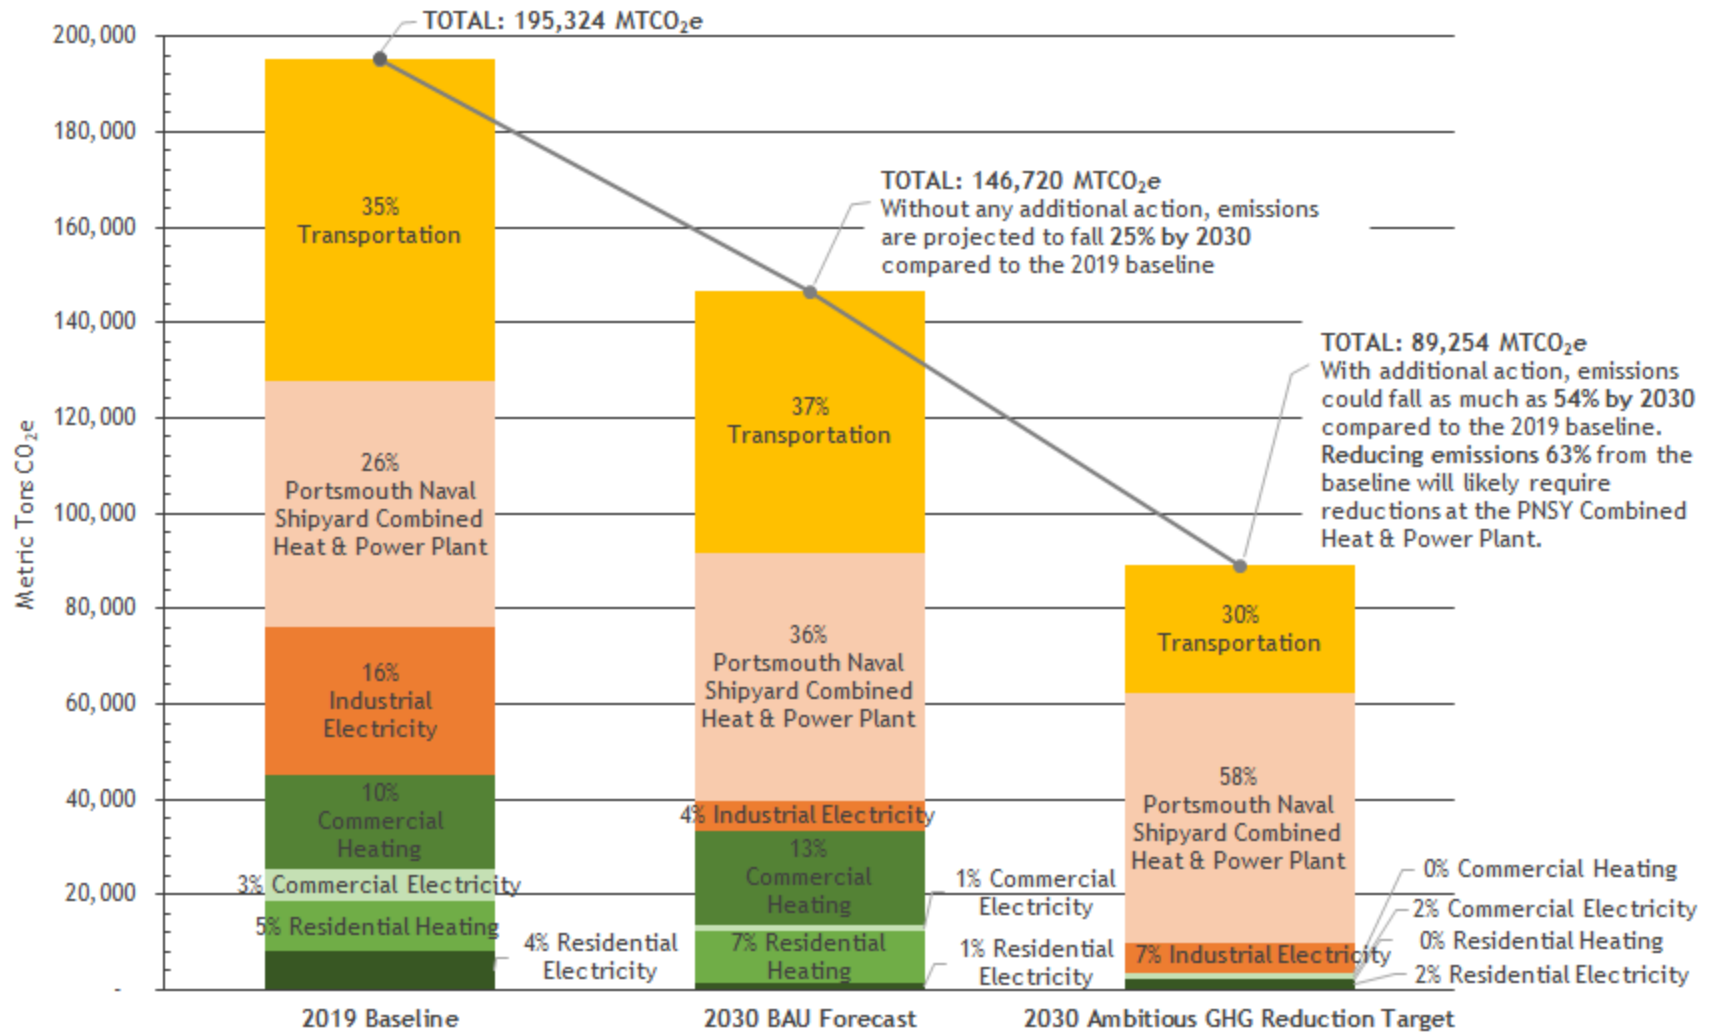 TOTAL: 195,324 MTCO₂e
200,000
180,000
160,000
140,000
120,000
100,000
80,000
60,000
40,000
20,000
-
Metric Tons CO₂e
35%
Transportation
26%
Portsmouth Naval
Shipyard Combined
Heat & Power Plant
16%
Industrial
Electricity
10%
Commercial
Heating
3% Commercial Electricity
5% Residential Heating
4% Residential
Electricity
2019 Baseline
TOTAL: 146,720 MTCO₂e
Without any additional action, emissions
are projected to fall 25% by 2030
compared to the 2019 baseline
37%
Transportation
36%
Portsmouth Naval
Shipyard Combined
Heat & Power Plant
4% Industrial Electricity
13%
Commercial
Heating
1% Commercial
Electricity
7% Residential
Heating
1% Residential
Electricity
2030 BAU Forecast
TOTAL: 89,254 MTCO₂e
With additional action, emissions
could fall as much as 54% by 2030
compared to the 2019 baseline.
Reducing emissions 63% from the
baseline will likely require
reductions at the PNSY Combined
Heat & Power Plant.
30%
Transportation
58%
Portsmouth Naval
Shipyard Combined
Heat & Power Plant
7% Industrial Electricity
0% Commercial Heating
2% Commercial Electricity
0% Residential Heating
2% Residential Electricity
2030 Ambitious GHG Reduction Target